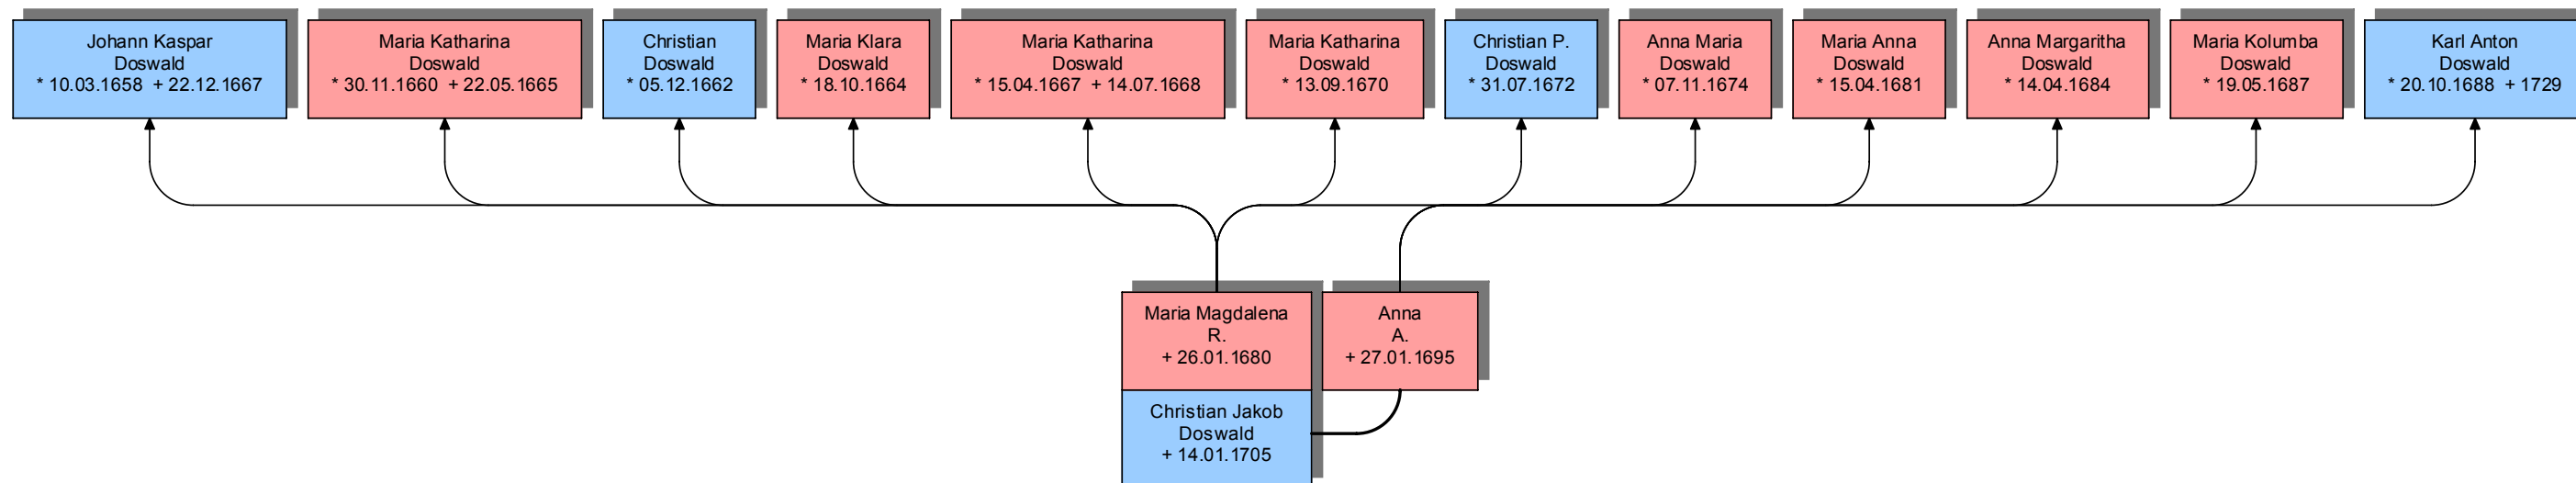 Johann Kaspar
Doswald
* 10.03.1658 + 22.12.1667
Maria Katharina
Doswald
* 30.11.1660 + 22.05.1665
Christian
Doswald
* 05.12.1662
Maria Klara
Doswald
* 18.10.1664
Maria Katharina
Doswald
* 15.04.1667 + 14.07.1668
Maria Katharina
Doswald
* 13.09.1670
Christian P.
Doswald
* 31.07.1672
Anna Maria
Doswald
* 07.11.1674
Maria Anna
Doswald
* 15.04.1681
Anna Margaritha
Doswald
* 14.04.1684
Maria Kolumba
Doswald
* 19.05.1687
Karl Anton
Doswald
* 20.10.1688 + 1729
Maria Magdalena
R.
+ 26.01.1680
Anna
A.
+ 27.01.1695
Christian Jakob
Doswald
+ 14.01.1705